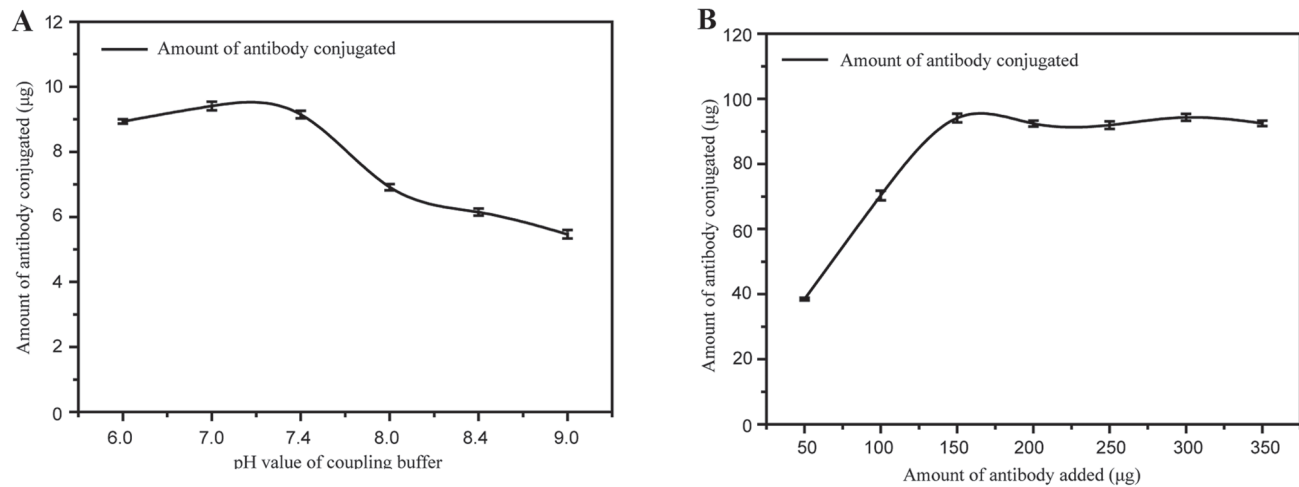 A
Amount of antibody conjugated
Amount of antibody conjugated (μg)
12
10
8
6
4
2
0
6.0 7.0 7.4 8.0 8.4 9.0
pH value of coupling buffer
B
Amount of antibody conjugated
Amount of antibody conjugated (μg)
120
100
80
60
40
20
0
50 100 150 200 250 300 350
Amount of antibody added (μg)